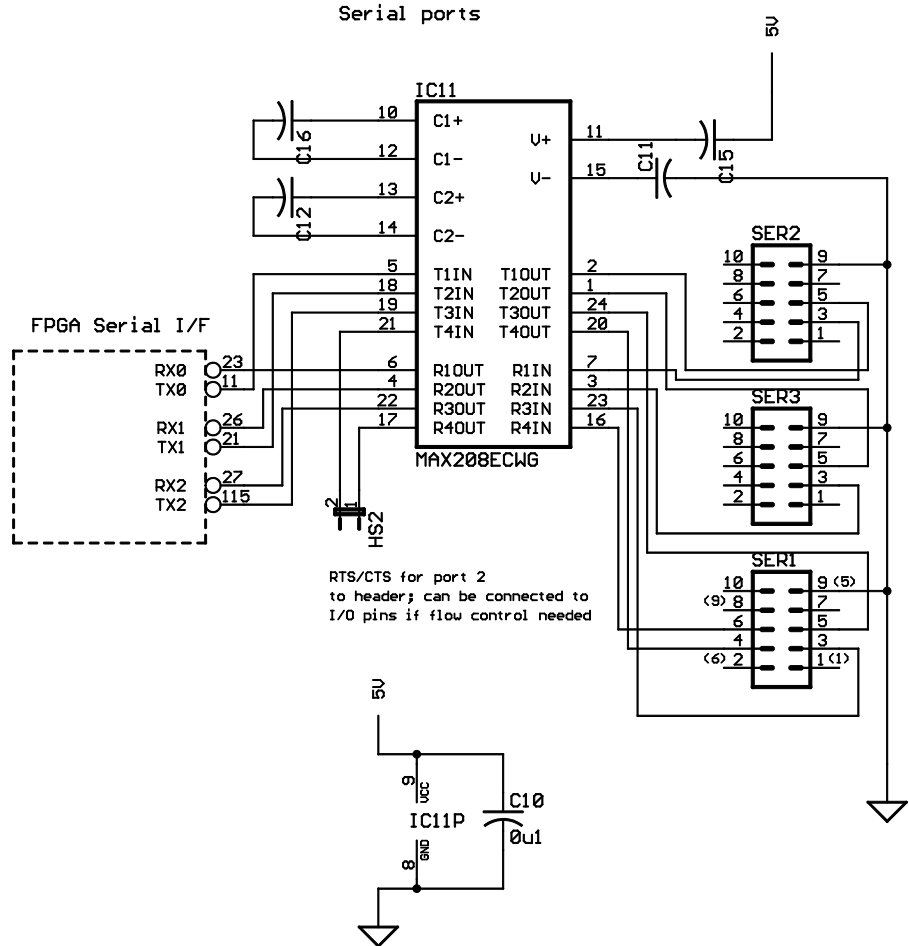 Serial ports
5V
IC11
10 C1+
C16
12 C1-
13 C2+
C12
14 C2-
V+ 11
C15
V- 15
C11
5 T1IN T1OUT 2
18 T2IN T2OUT 1
19 T3IN T3OUT 24
21 T4IN T4OUT 20
6 R1OUT R1IN 7
4 R2OUT R2IN 3
22 R3OUT R3IN 23
17 R4OUT R4IN 16
MAX208ECWG
FPGA Serial I/F
RX0 23
TX0 11
RX1 26
TX1 21
RX2 27
TX2 115
2 1
HS2
RTS/CTS for port 2
to header; can be connected to
I/O pins if flow control needed
SER2
10 9
8 7
6 5
4 3
2 1
SER3
10 9
8 7
6 5
4 3
2 1
SER1
10 9 (5)
(9) 8 7
6 5
4 3
(6) 2 1 (1)
5V
9 VCC
IC11P
8 GND
C10
0u1